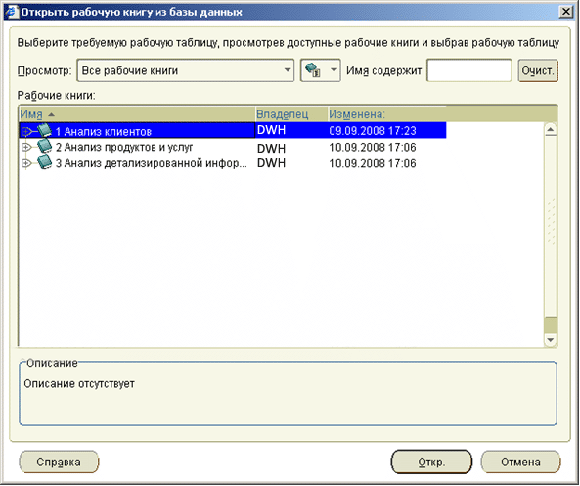 Открыть рабочую книгу из базы данных
Выберите требуемую рабочую таблицу, просмотрев доступные рабочие книги и выбрав рабочую таблицу
Просмотр: Все рабочие книги Имя содержит Очист.
Рабочие книги:
Имя Владелец Изменена:
1 Анализ клиентов DWH 09.09.2008 17:23
2 Анализ продуктов и услуг DWH 10.09.2008 17:06
3 Анализ детализированной инфор... DWH 10.09.2008 17:06
Описание
Описание отсутствует
Справка Откр. Отмена